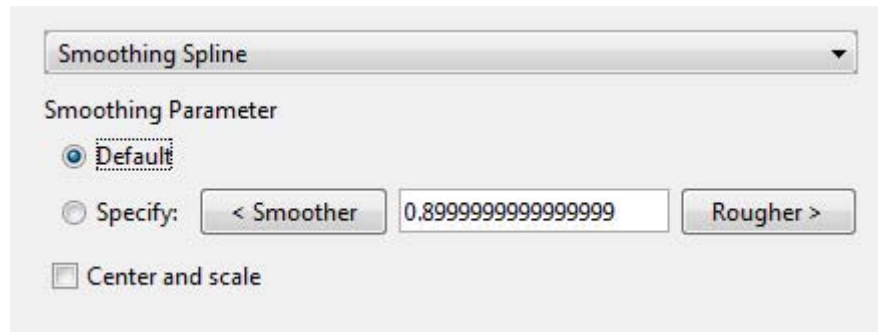 Smoothing Spline
Smoothing Parameter
Default
Specify: < Smoother 0.8999999999999999 Rougher >
Center and scale